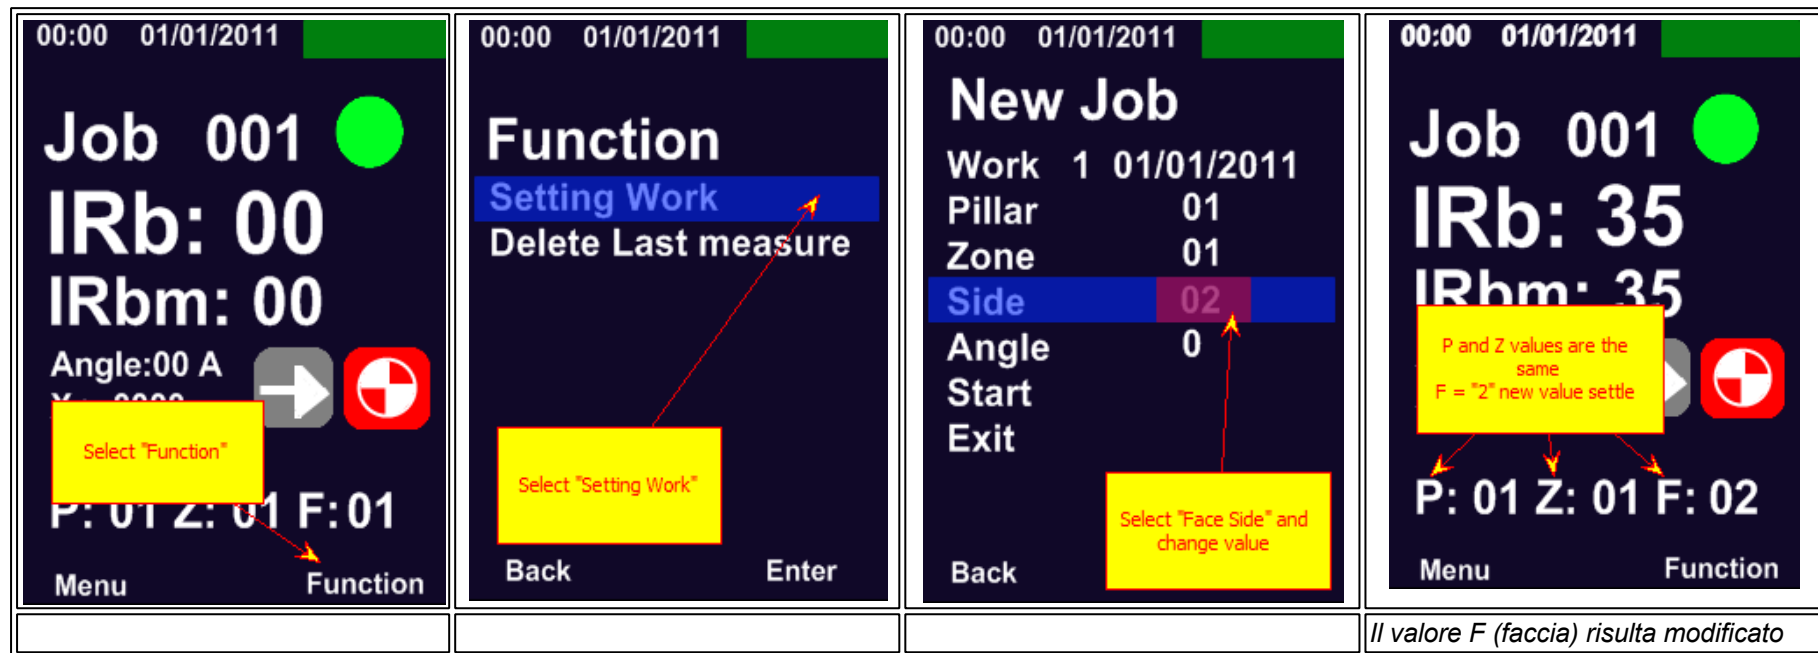 00:00 01/01/2011
Job 001
IRb: 00
IRbm: 00
Angle:00 A
Select "Function"
P: 01 Z: 01 F: 01
Menu Function
00:00 01/01/2011
Function
Setting Work
Delete Last measure
Select "Setting Work"
Back Enter
00:00 01/01/2011
New Job
Work 1 01/01/2011
Pillar 01
Zone 01
Side 02
Angle 0
Start
Exit
Select "Face Side" and
change value
Back
00:00 01/01/2011
Job 001
IRb: 35
IRbm: 35
P and Z values are the
same
F = "2" new value settle
P: 01 Z: 01 F: 02
Menu Function
Il valore F (faccia) risulta modificato